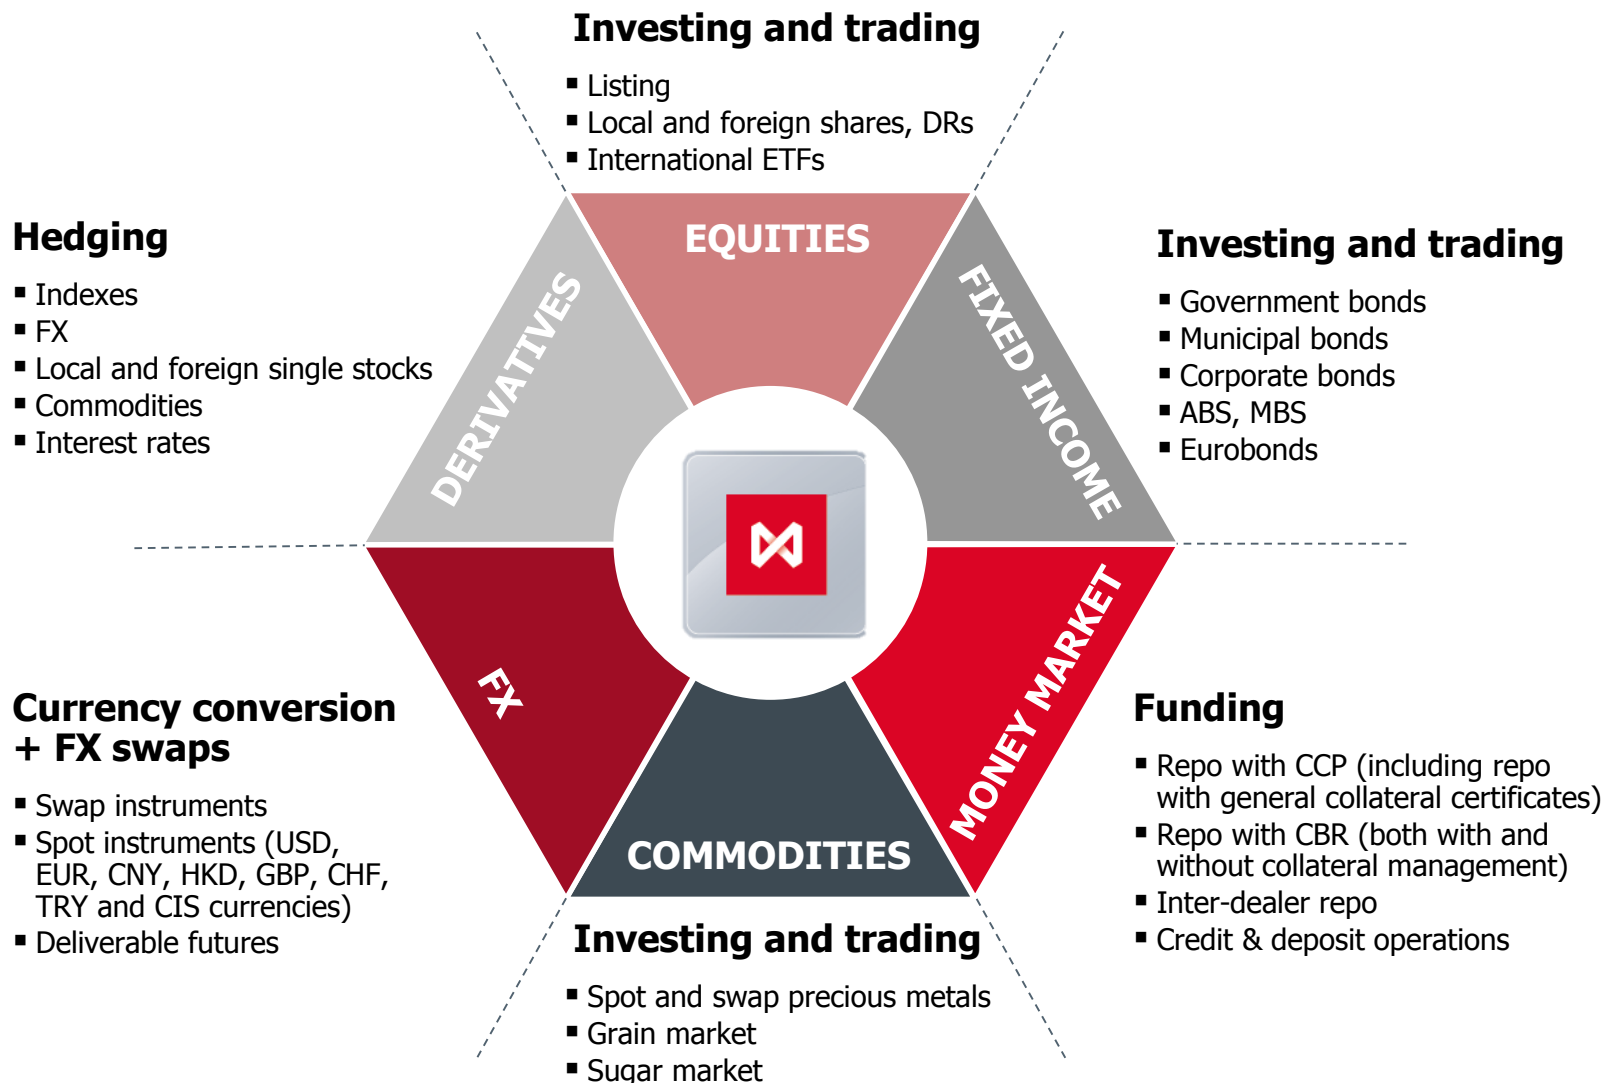 Investing and trading
▪ Listing
▪ Local and foreign shares, DRs
▪ International ETFs
EQUITIES
Hedging
▪ Indexes
▪ FX
▪ Local and foreign single stocks
▪ Commodities
▪ Interest rates
DERIVATIVES
FIXED INCOME
Investing and trading
▪ Government bonds
▪ Municipal bonds
▪ Corporate bonds
▪ ABS, MBS
▪ Eurobonds
Currency conversion
+ FX swaps
▪ Swap instruments
▪ Spot instruments (USD,
EUR, CNY, HKD, GBP, CHF,
TRY and CIS currencies)
▪ Deliverable futures
FX
MONEY MARKET
Funding
▪ Repo with CCP (including repo
with general collateral certificates)
▪ Repo with CBR (both with and
without collateral management)
▪ Inter-dealer repo
▪ Credit & deposit operations
COMMODITIES
Investing and trading
▪ Spot and swap precious metals
▪ Grain market
▪ Sugar market